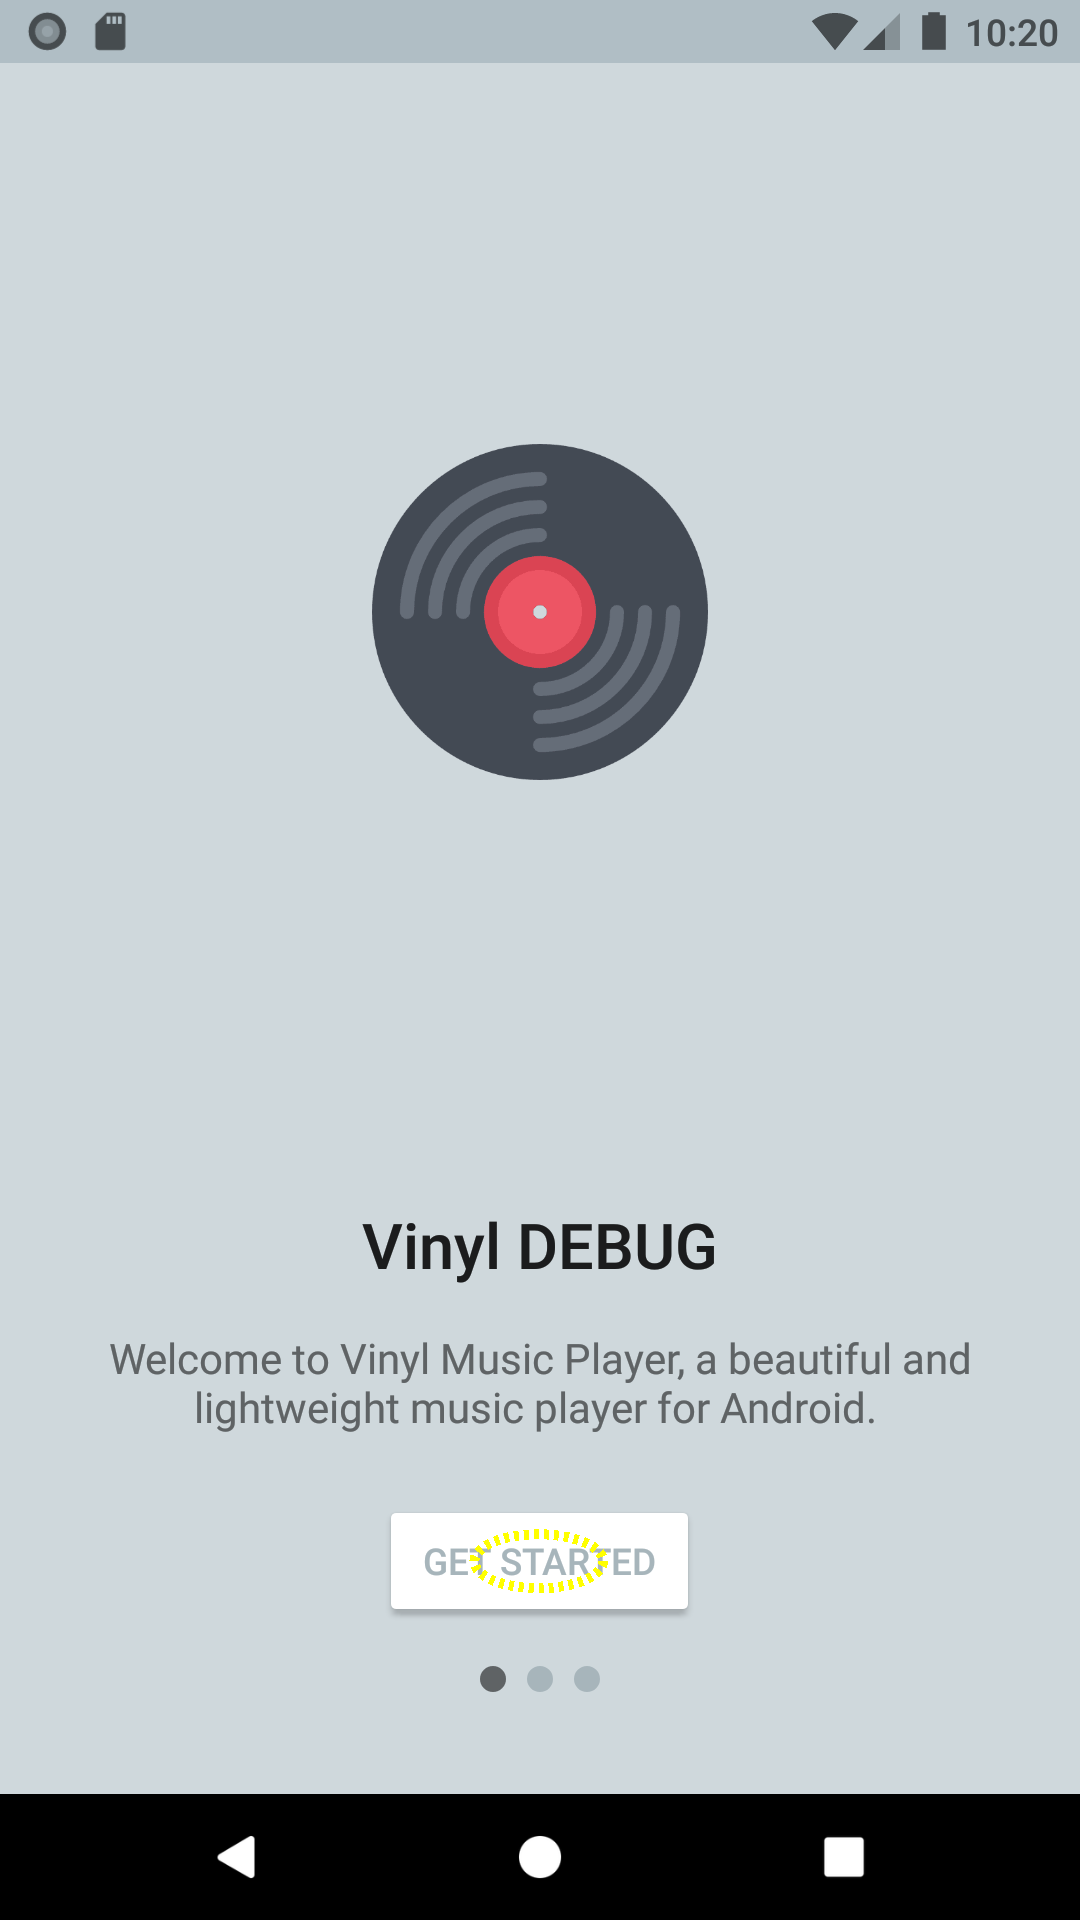 10:20
Vinyl DEBUG
Welcome to Vinyl Music Player, a beautiful and
lightweight music player for Android.
GET STARTED